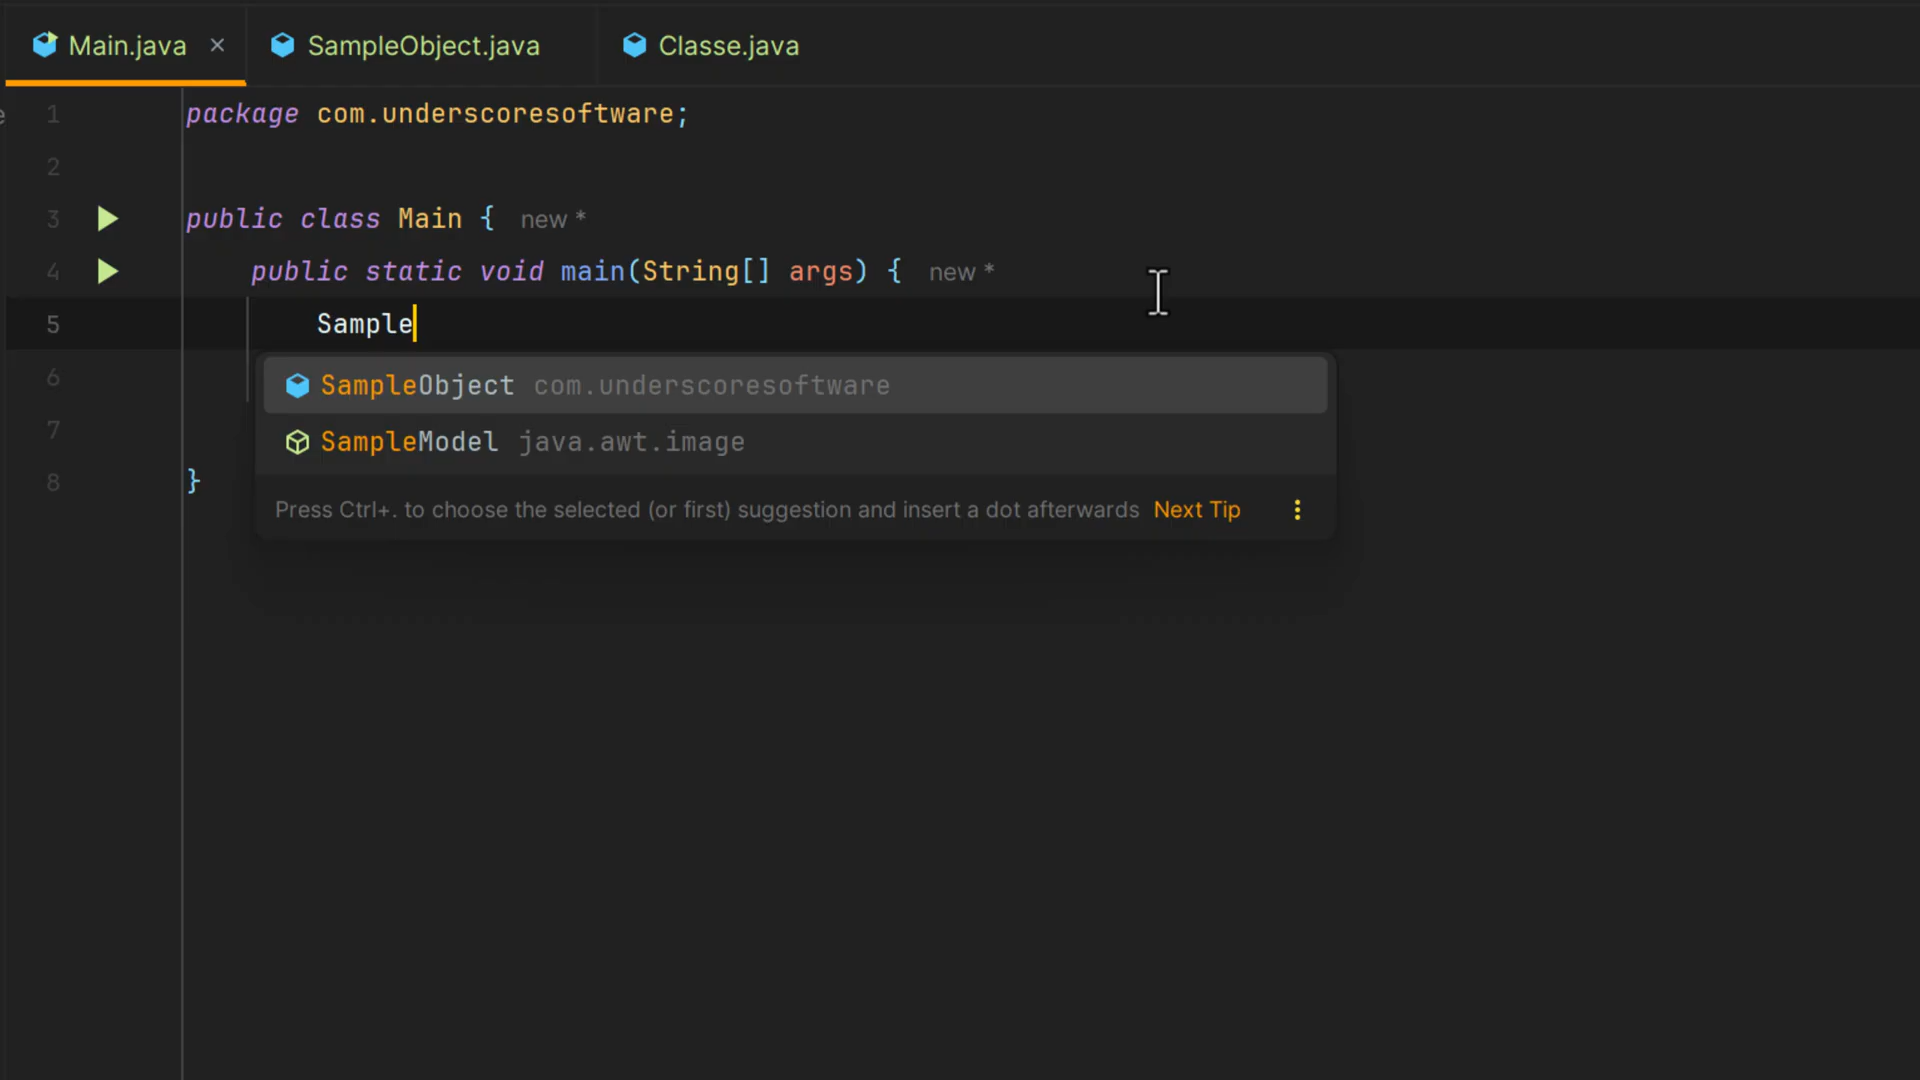 Main.java × SampleObject.java Classe.java
1 package com.underscoresoftware;
2
3 public class Main { new *
4 public static void main(String[] args) { new *
5 Sample
6 SampleObject com.underscoresoftware
7 SampleModel java.awt.image
8 }
Press Ctrl+. to choose the selected (or first) suggestion and insert a dot afterwards Next Tip